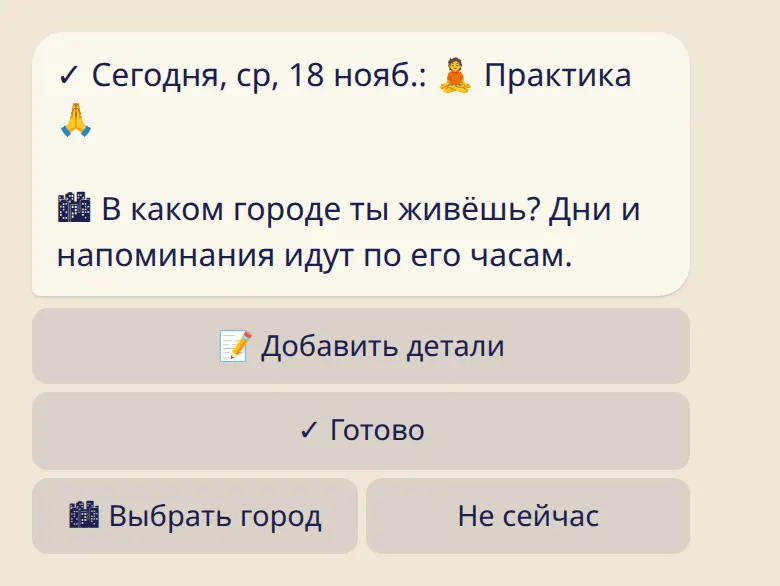 ✓ Сегодня, ср, 18 нояб.: 🧘 Практика
🙏
🏙 В каком городе ты живёшь? Дни и
напоминания идут по его часам.
📝 Добавить детали
✓ Готово
🏙 Выбрать город
Не сейчас